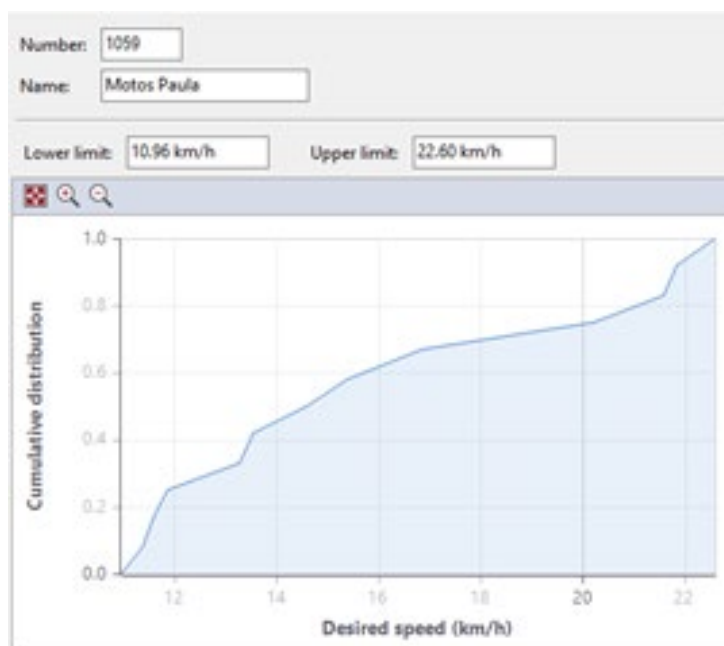 Number: 1059
Name: Motos Paula
Lower limit: 10.96 km/h Upper limit: 22.60 km/h
1.0
0.8
0.6
0.4
0.2
0.0
Cumulative distribution
12 14 16 18 20 22
Desired speed (km/h)